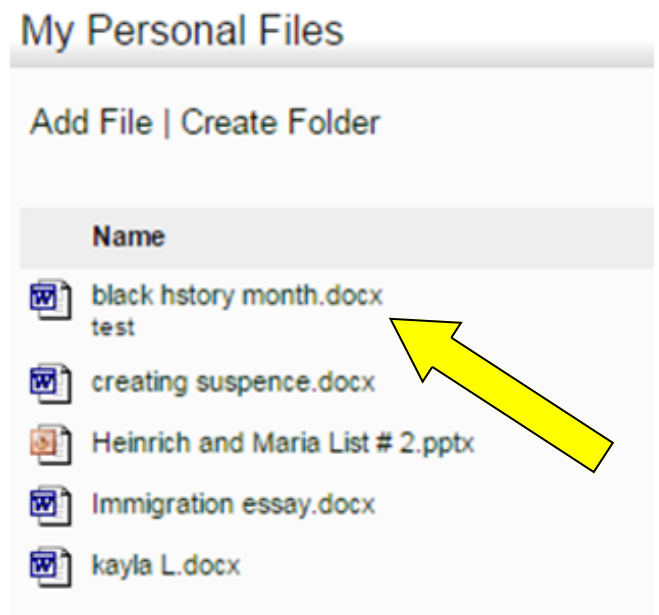 My Personal Files
Add File | Create Folder
Name
black hstory month.docx
test
creating suspence.docx
Heinrich and Maria List # 2.pptx
Immigration essay.docx
kayla L.docx